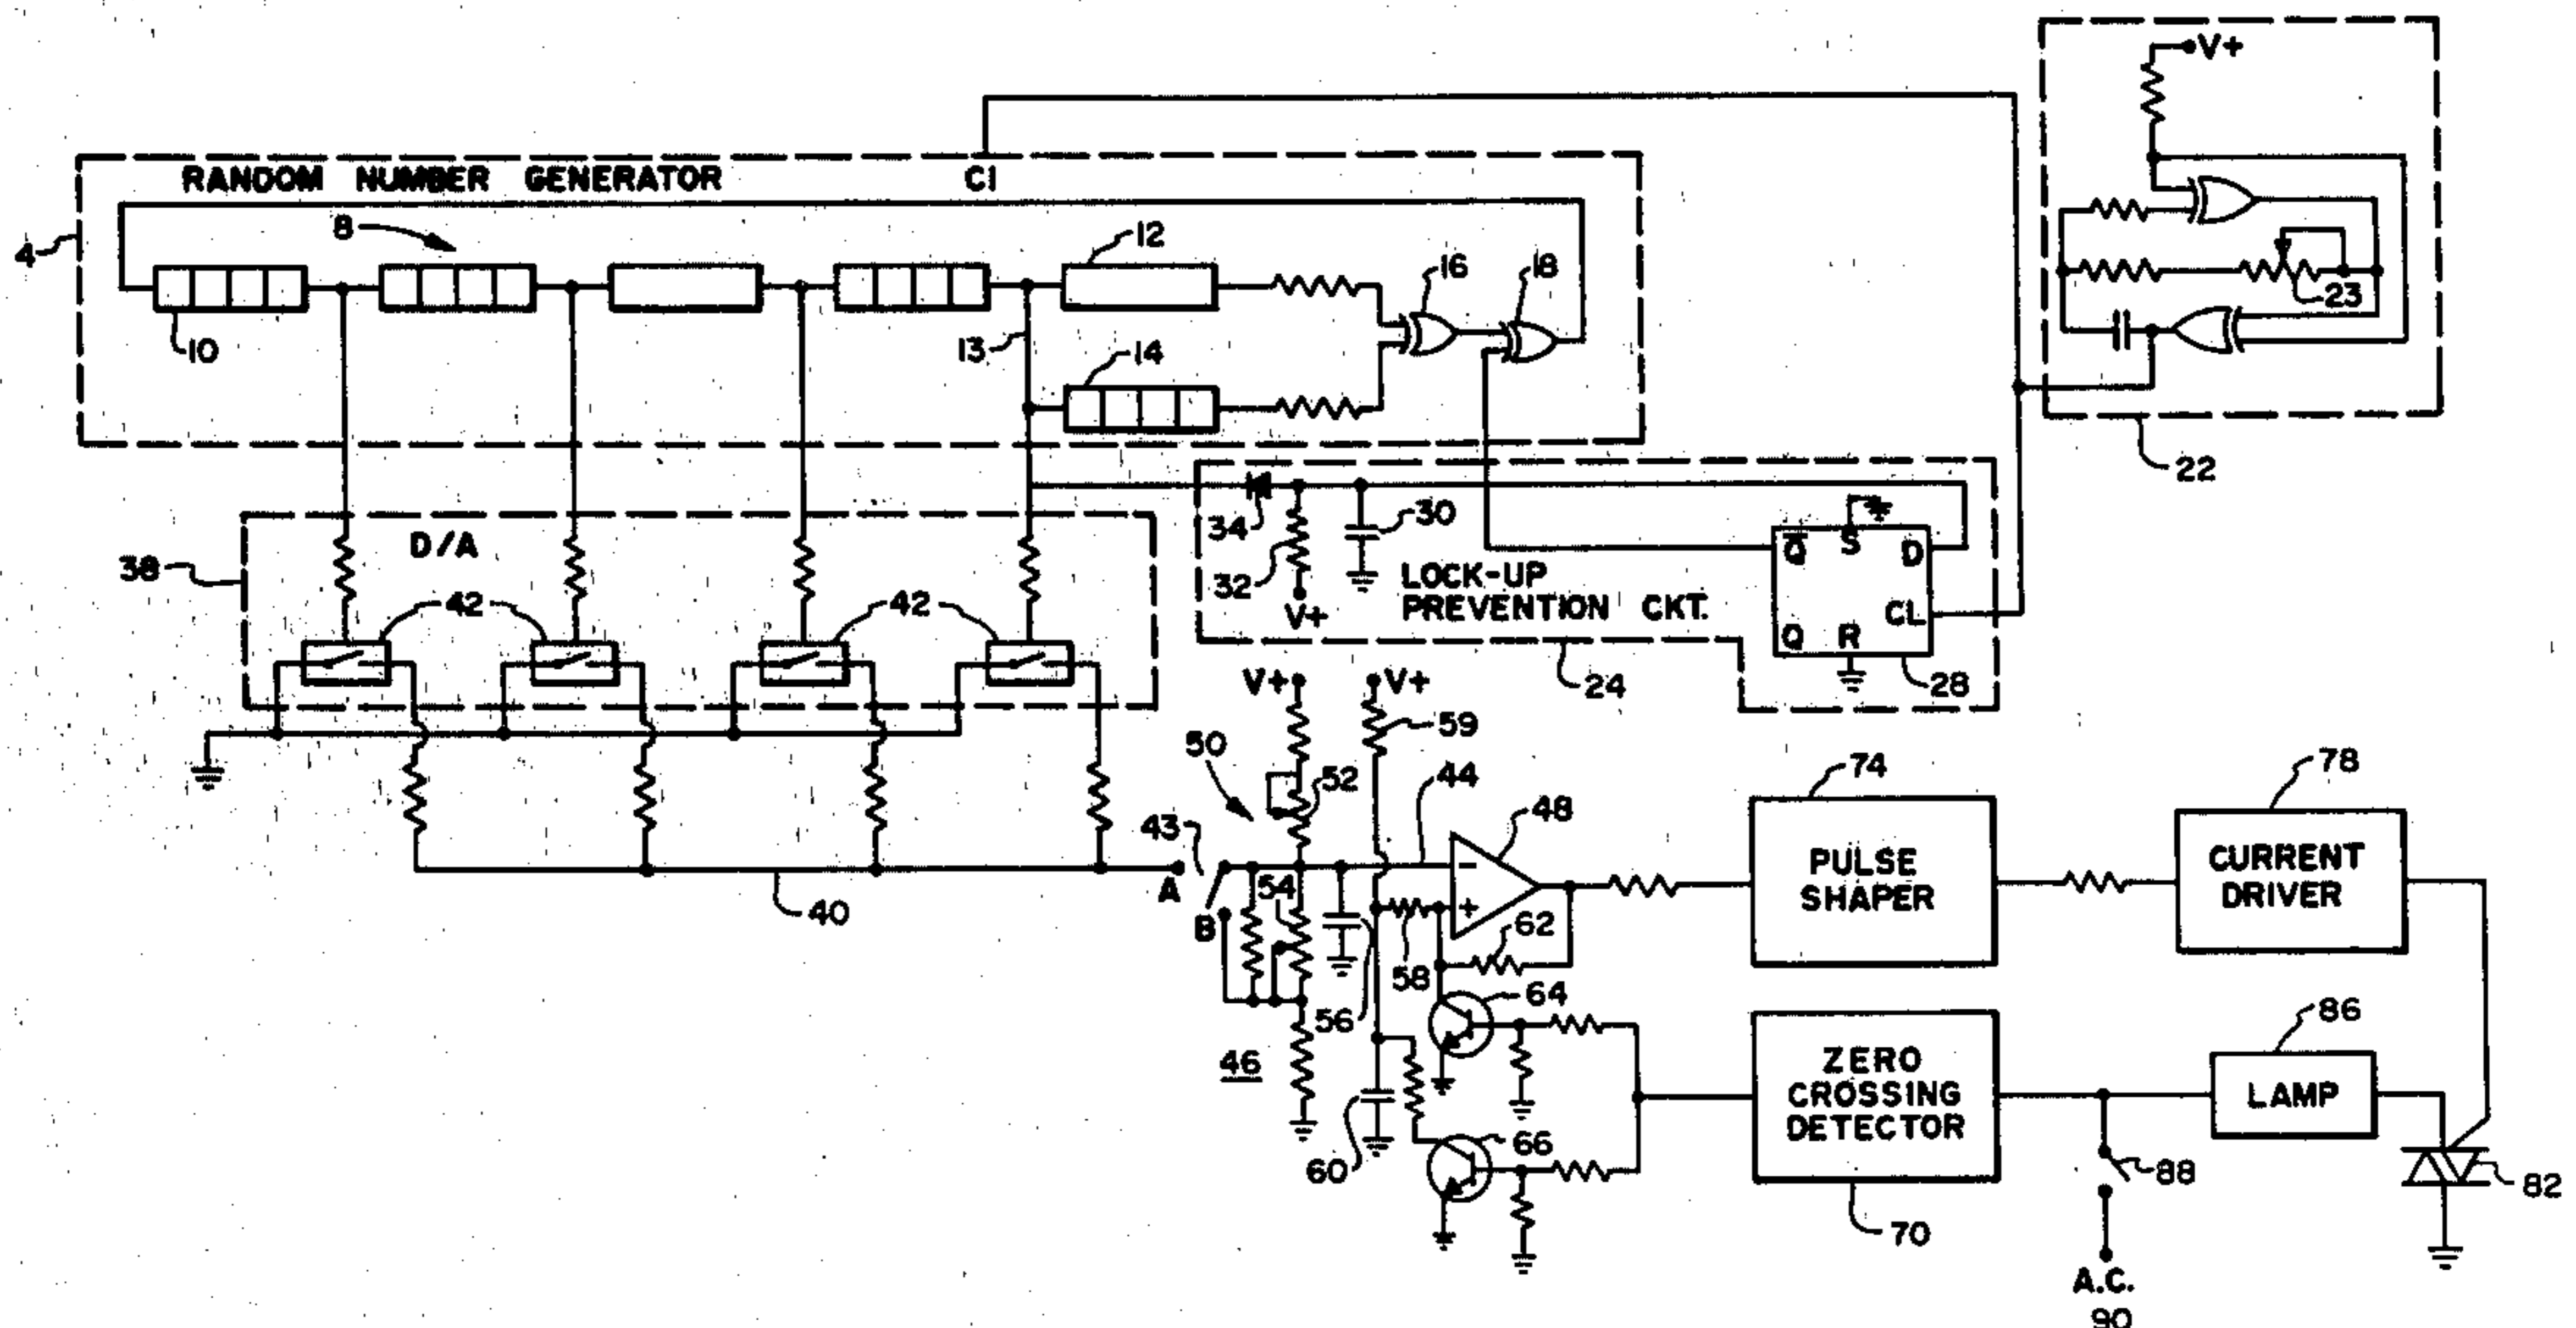 V+
RANDOM NUMBER GENERATOR C1
4
8
12
16
18
23
10
13
14
22
34
30
D/A
38
32
V+
LOCK-UP
PREVENTION CKT.
Q̅ S D
CL
Q R
42
42
24
28
V+
V+
59
50
52
44
48
74
78
43
54
A
B
40
58
62
PULSE
SHAPER
CURRENT
DRIVER
56
64
46
86
ZERO
CROSSING
DETECTOR
LAMP
60
66
88
82
70
A.C.
90